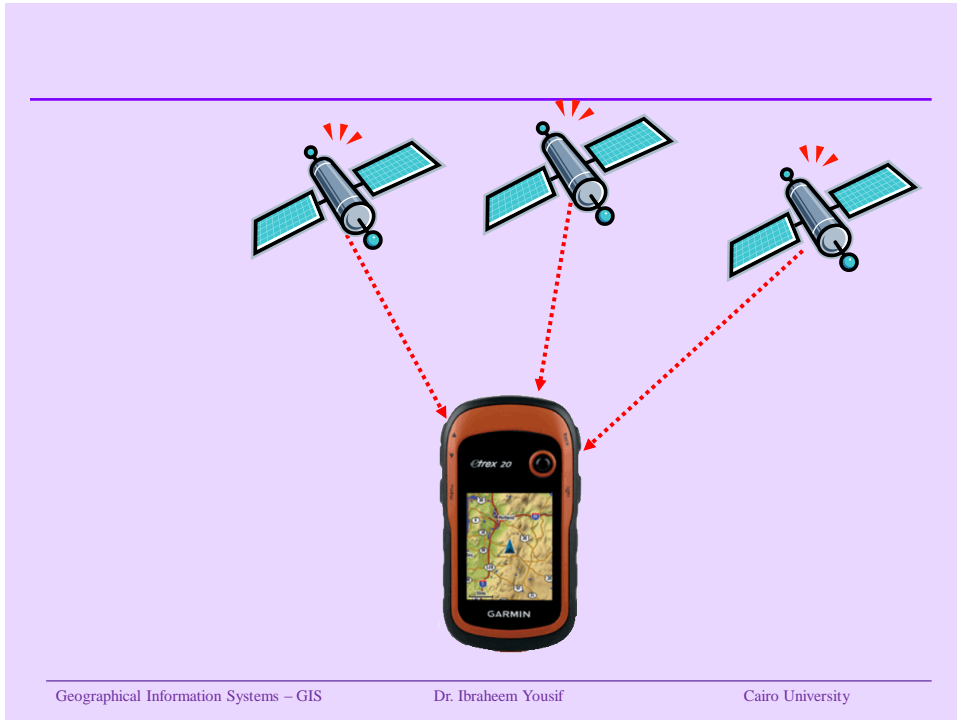 etrex 20
GARMIN
Geographical Information Systems – GIS Dr. Ibraheem Yousif Cairo University